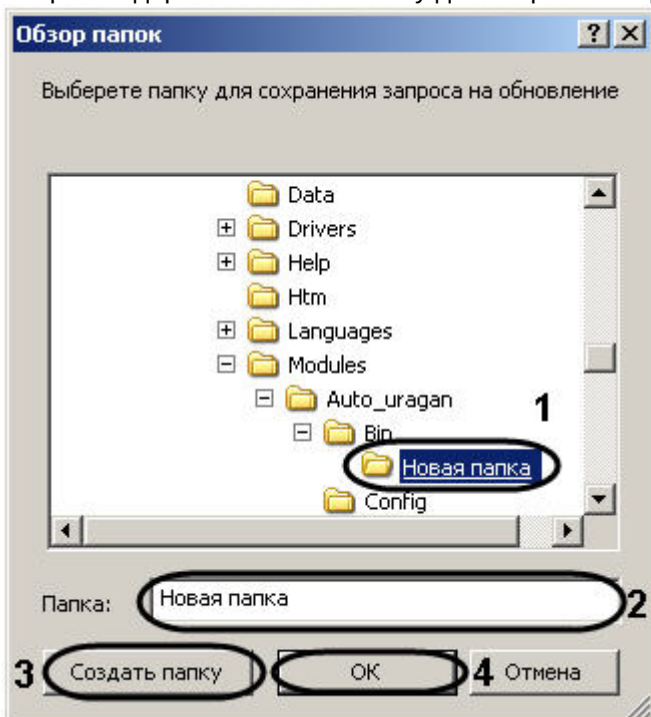 Обзор папок
Выберете папку для сохранения запроса на обновление
Data
Drivers
Help
Htm
Languages
Modules
Auto_uragan
1
Bin
Новая папка
Config
Папка: Новая папка 2
3 Создать папку OK 4 Отмена